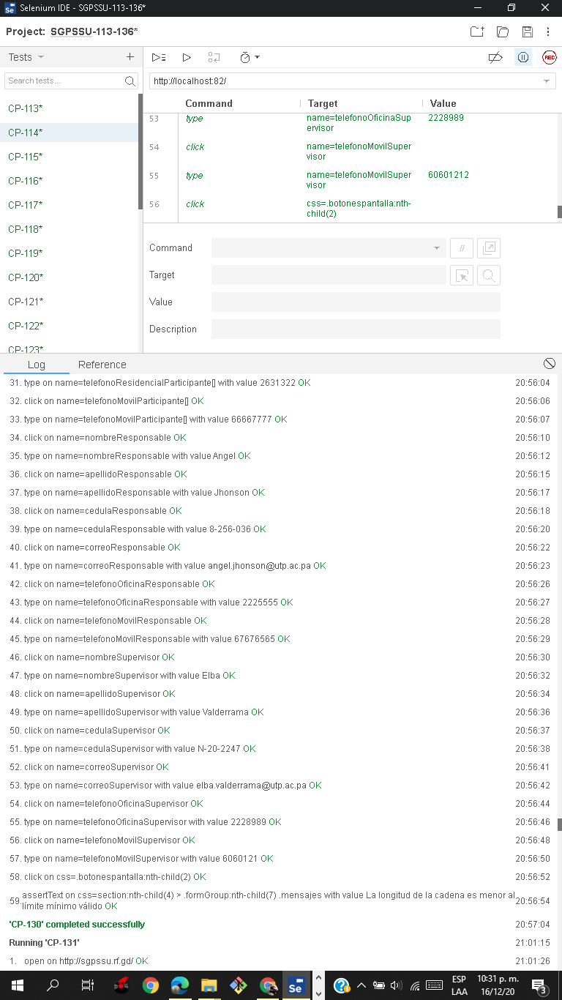 Selenium IDE - SGPSSU-113-136*
Project: SGPSSU-113-136*
Tests
Search tests...
CP-113*
CP-114*
CP-115*
CP-116*
CP-117*
CP-118*
CP-119*
CP-120*
CP-121*
CP-122*
CP-123*
REC
http://localhost:82/
Command Target Value
53 type name=telefonoOficinaSup 2228989
ervisor
54 click name=telefonoMovilSuper
visor
55 type name=telefonoMovilSuper 60601212
visor
56 click css=.botonespantalla:nth-
child(2)
Command
//
Target
Value
Description
Log Reference
31. type on name=telefonoResidencialParticipante[] with value 2631322 OK 20:56:04
32. click on name=telefonoMovilParticipante[] OK 20:56:06
33. type on name=telefonoMovilParticipante[] with value 66667777 OK 20:56:07
34. click on name=nombreResponsable OK 20:56:10
35. type on name=nombreResponsable with value Angel OK 20:56:12
36. click on name=apellidoResponsable OK 20:56:15
37. type on name=apellidoResponsable with value Jhonson OK 20:56:17
38. click on name=cedulaResponsable OK 20:56:18
39. type on name=cedulaResponsable with value 8-256-036 OK 20:56:20
40. click on name=correoResponsable OK 20:56:22
41. type on name=correoResponsable with value angel.jhonson@utp.ac.pa OK 20:56:23
42. click on name=telefonoOficinaResponsable OK 20:56:26
43. type on name=telefonoOficinaResponsable with value 2225555 OK 20:56:27
44. click on name=telefonoMovilResponsable OK 20:56:28
45. type on name=telefonoMovilResponsable with value 67676565 OK 20:56:29
46. click on name=nombreSupervisor OK 20:56:30
47. type on name=nombreSupervisor with value Elba OK 20:56:32
48. click on name=apellidoSupervisor OK 20:56:34
49. type on name=apellidoSupervisor with value Valderrama OK 20:56:36
50. click on name=cedulaSupervisor OK 20:56:37
51. type on name=cedulaSupervisor with value N-20-2247 OK 20:56:38
52. click on name=correoSupervisor OK 20:56:41
53. type on name=correoSupervisor with value elba.valderrama@utp.ac.pa OK 20:56:42
54. click on name=telefonoOficinaSupervisor OK 20:56:44
55. type on name=telefonoOficinaSupervisor with value 2228989 OK 20:56:46
56. click on name=telefonoMovilSupervisor OK 20:56:48
57. type on name=telefonoMovilSupervisor with value 6060121 OK 20:56:50
58. click on css=.botonespantalla:nth-child(2) OK 20:56:52
59. assertText on css=section:nth-child(4) > .formGroup:nth-child(7) .mensajes with value La longitud de la cadena es menor al 20:56:54
límite mínimo válido OK
'CP-130' completed successfully 20:57:04
Running 'CP-131' 21:01:15
1. open on http://sgpssu.rf.gd/ OK 21:01:26
Se
ESP 10:31 p. m.
LAA 16/12/20
3